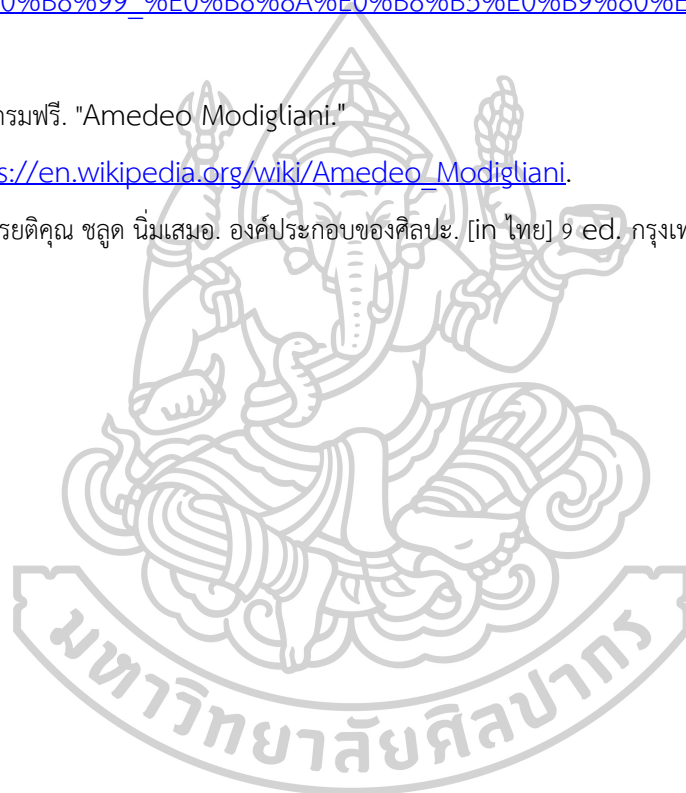 0%B8%99_%E0%B8%8A%E0%B8%B5%E0%B9%80%E
กรมฟรี. "Amedeo Modigliani."
s://en.wikipedia.org/wiki/Amedeo_Modigliani.
รยติคุณ ชลูด นิ่มเสมอ. องค์ประกอบของศิลปะ. [in ไทย] 9 ed. กรุงเท
มหาวิทยาลัยศิลปากร